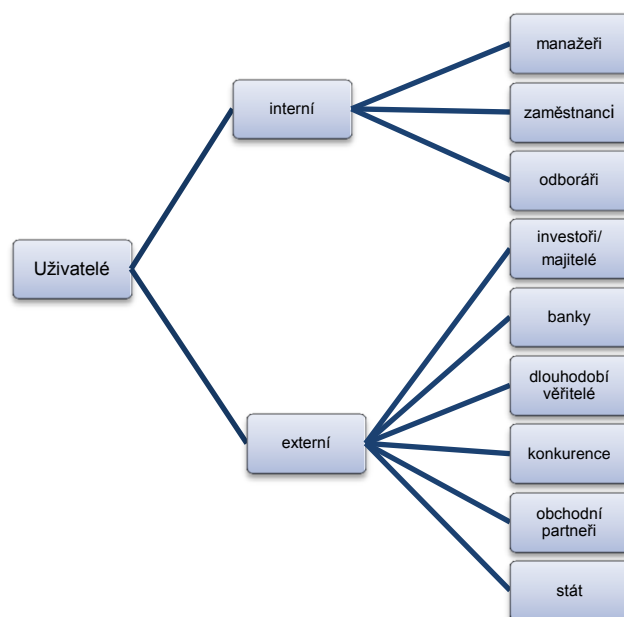 Uživatelé
interní
manažeři
zaměstnanci
odboráři
externí
investoři/
majitelé
banky
dlouhodobí
věřitelé
konkurence
obchodní
partneři
stát